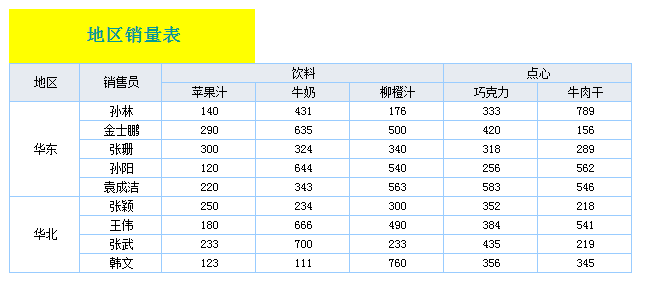 地区销量表
地区 销售员 饮料 点心
苹果汁 牛奶 柳橙汁 巧克力 牛肉干
华东 孙林 140 431 176 333 789
金士鹏 290 635 500 420 156
张珊 300 324 340 318 289
孙阳 120 644 540 256 562
袁成洁 220 343 563 583 546
华北 张颖 250 234 300 352 218
王伟 180 666 490 384 541
张武 233 700 233 435 219
韩文 123 111 760 356 345